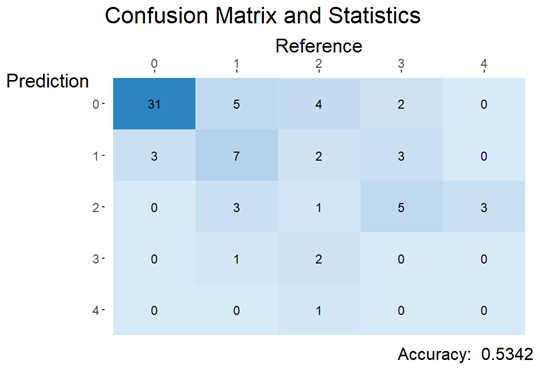 Confusion Matrix and Statistics
Reference
0 1 2 3 4
Prediction
0 31 5 4 2 0
1 3 7 2 3 0
2 0 3 1 5 3
3 0 1 2 0 0
4 0 0 1 0 0
Accuracy: 0.5342